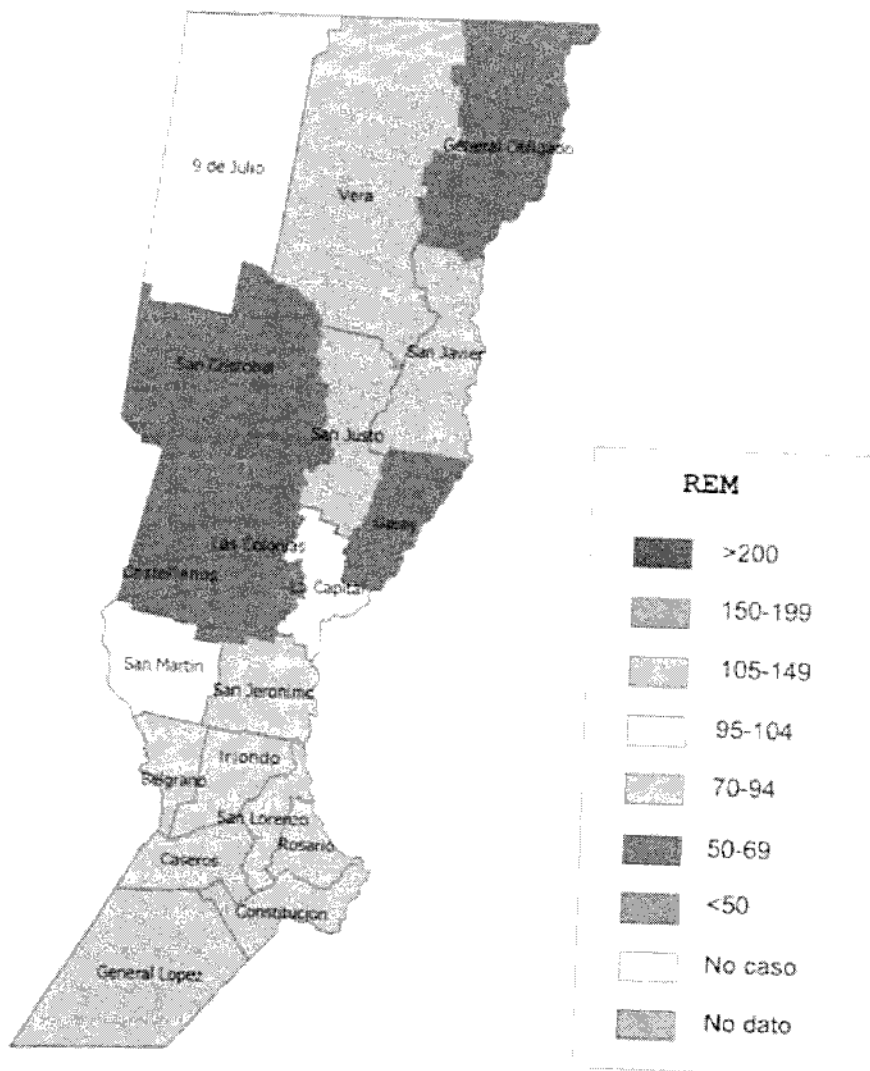 9 de Julio
Vera
General Obligado
San Cristobal
San Javier
San Justo
Garay
Las Colonias
Castellanos
La Capital
San Martin
San Jeronimo
Iriondo
Belgrano
San Lorenzo
Rosario
Caseros
Constitucion
General Lopez
REM
>200
150-199
105-149
95-104
70-94
50-69
<50
No caso
No dato